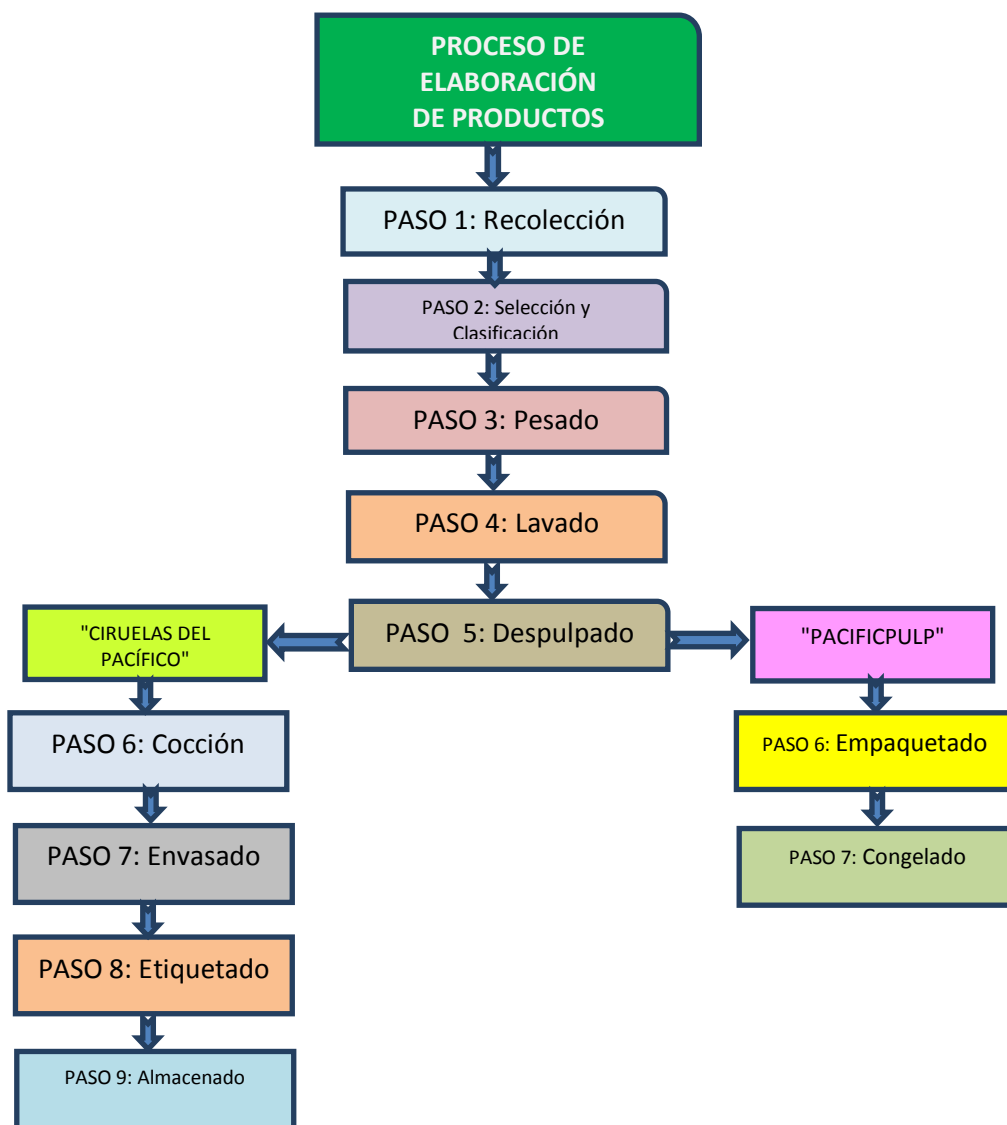 PROCESO DE
ELABORACIÓN
DE PRODUCTOS
PASO 1: Recolección
PASO 2: Selección y
Clasificación
PASO 3: Pesado
PASO 4: Lavado
PASO 5: Despulpado
"CIRUELAS DEL
PACÍFICO"
PASO 6: Cocción
PASO 7: Envasado
PASO 8: Etiquetado
PASO 9: Almacenado
"PACIFICPULP"
PASO 6: Empaquetado
PASO 7: Congelado